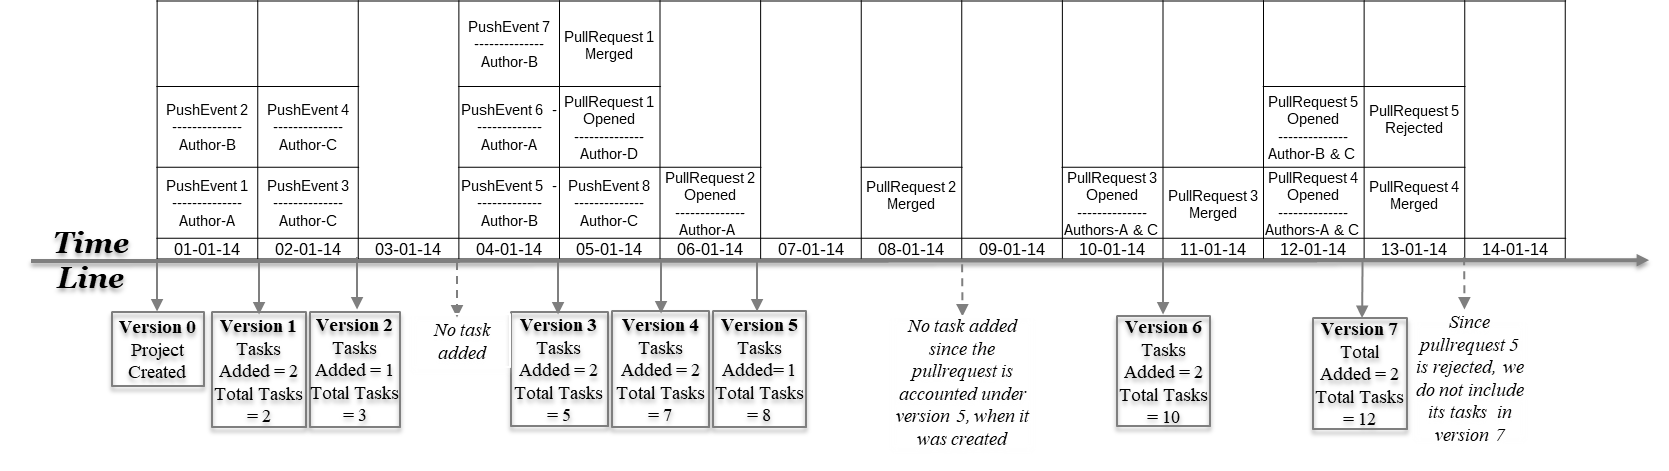 PushEvent 7
--------------
Author-B
PullRequest 1
Merged
PushEvent 2
--------------
Author-B
PushEvent 4
--------------
Author-C
PushEvent 6 -
-------------
Author-A
PullRequest 1
Opened
--------------
Author-D
PullRequest 5
Opened
--------------
Author-B & C
PullRequest 5
Rejected
PushEvent 1
--------------
Author-A
PushEvent 3
--------------
Author-C
PushEvent 5 -
-------------
Author-B
PushEvent 8
--------------
Author-C
PullRequest 2
Opened
--------------
Author-A
PullRequest 2
Merged
PullRequest 3
Opened
--------------
Authors-A & C
PullRequest 3
Merged
PullRequest 4
Opened
--------------
Authors-A & C
PullRequest 4
Merged
Time
Line
01-01-14
02-01-14
03-01-14
04-01-14
05-01-14
06-01-14
07-01-14
08-01-14
09-01-14
10-01-14
11-01-14
12-01-14
13-01-14
14-01-14
Version 0
Project
Created
Version 1
Tasks
Added = 2
Total Tasks
= 2
Version 2
Tasks
Added = 1
Total Tasks
= 3
No task
added
Version 3
Tasks
Added = 2
Total Tasks
= 5
Version 4
Tasks
Added = 2
Total Tasks
= 7
Version 5
Tasks
Added= 1
Total Tasks
= 8
No task added
since the
pullrequest is
accounted under
version 5, when it
was created
Version 6
Tasks
Added = 2
Total Tasks
= 10
Version 7
Total
Added = 2
Total Tasks
= 12
Since
pullrequest 5
is rejected, we
do not include
its tasks in
version 7